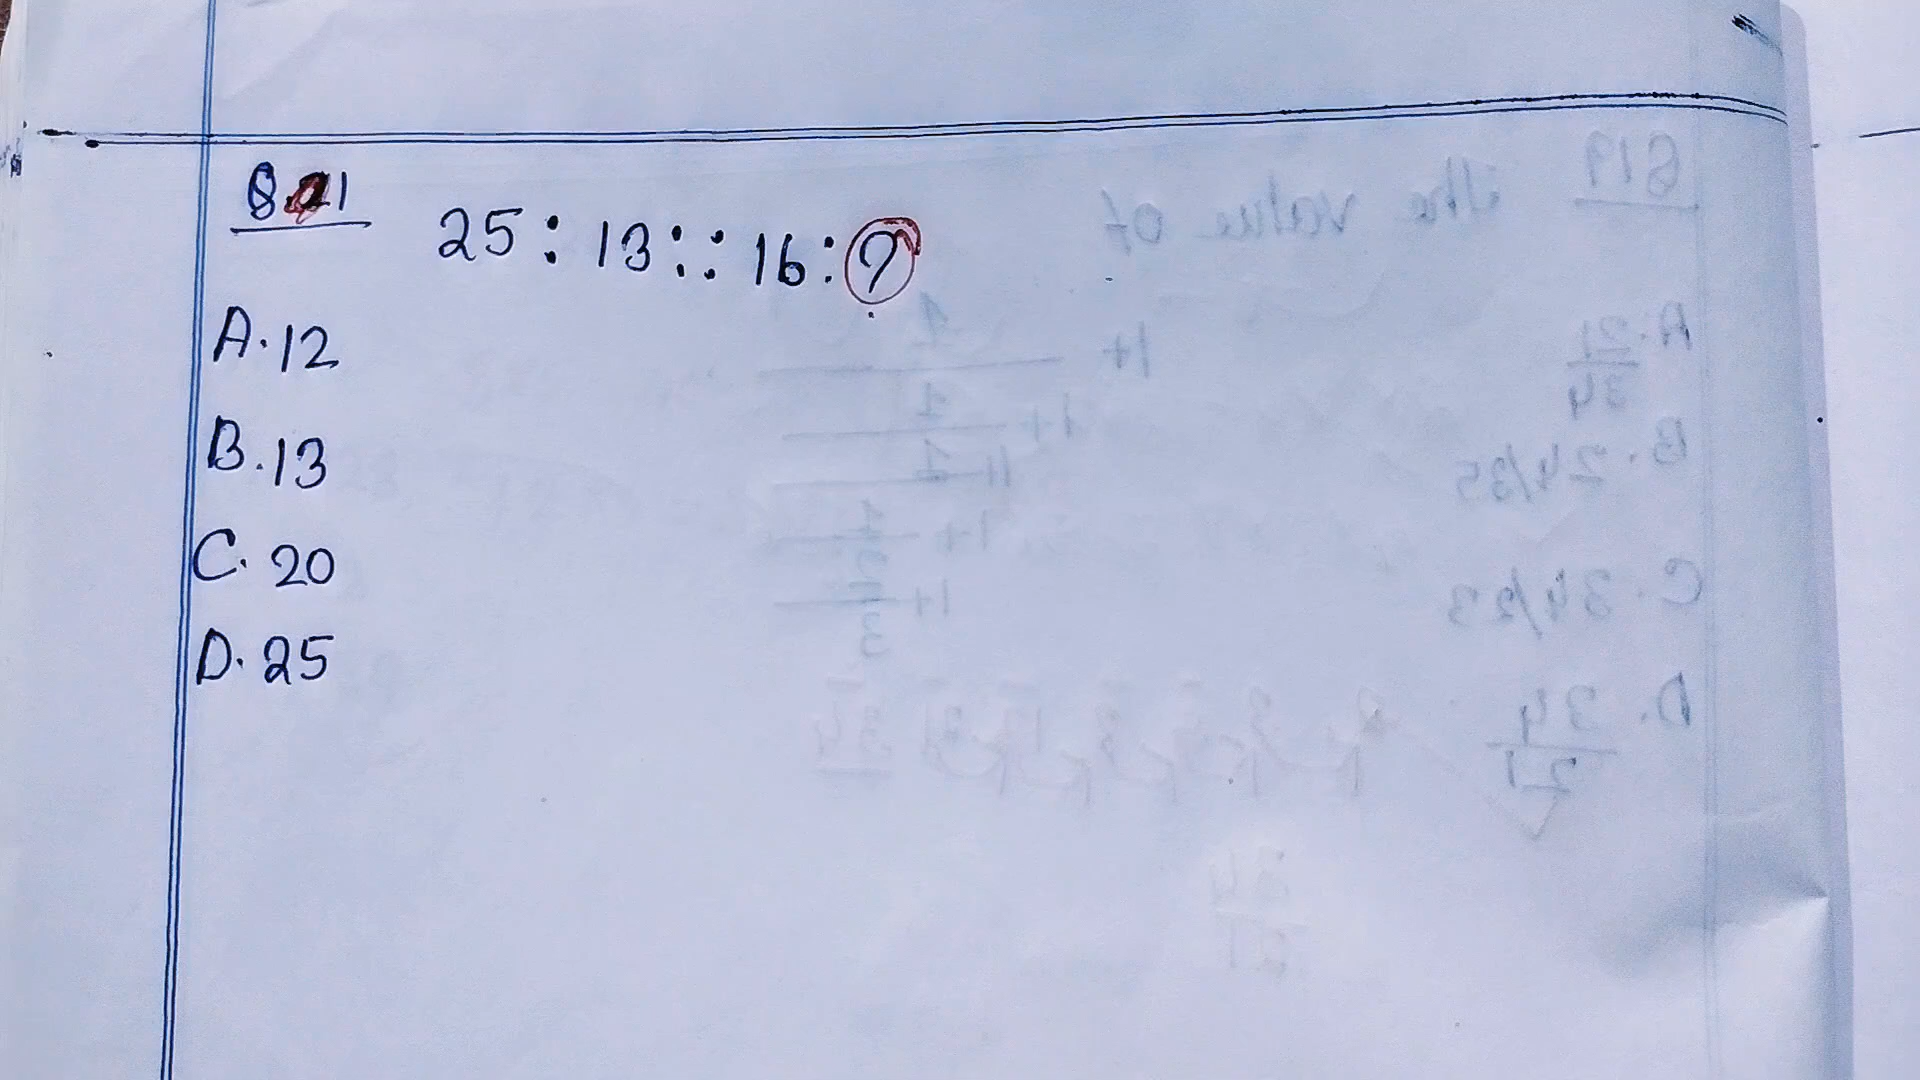 Q.21
25 : 13 :: 16 : ?
A. 12
B. 13
C. 20
D. 25